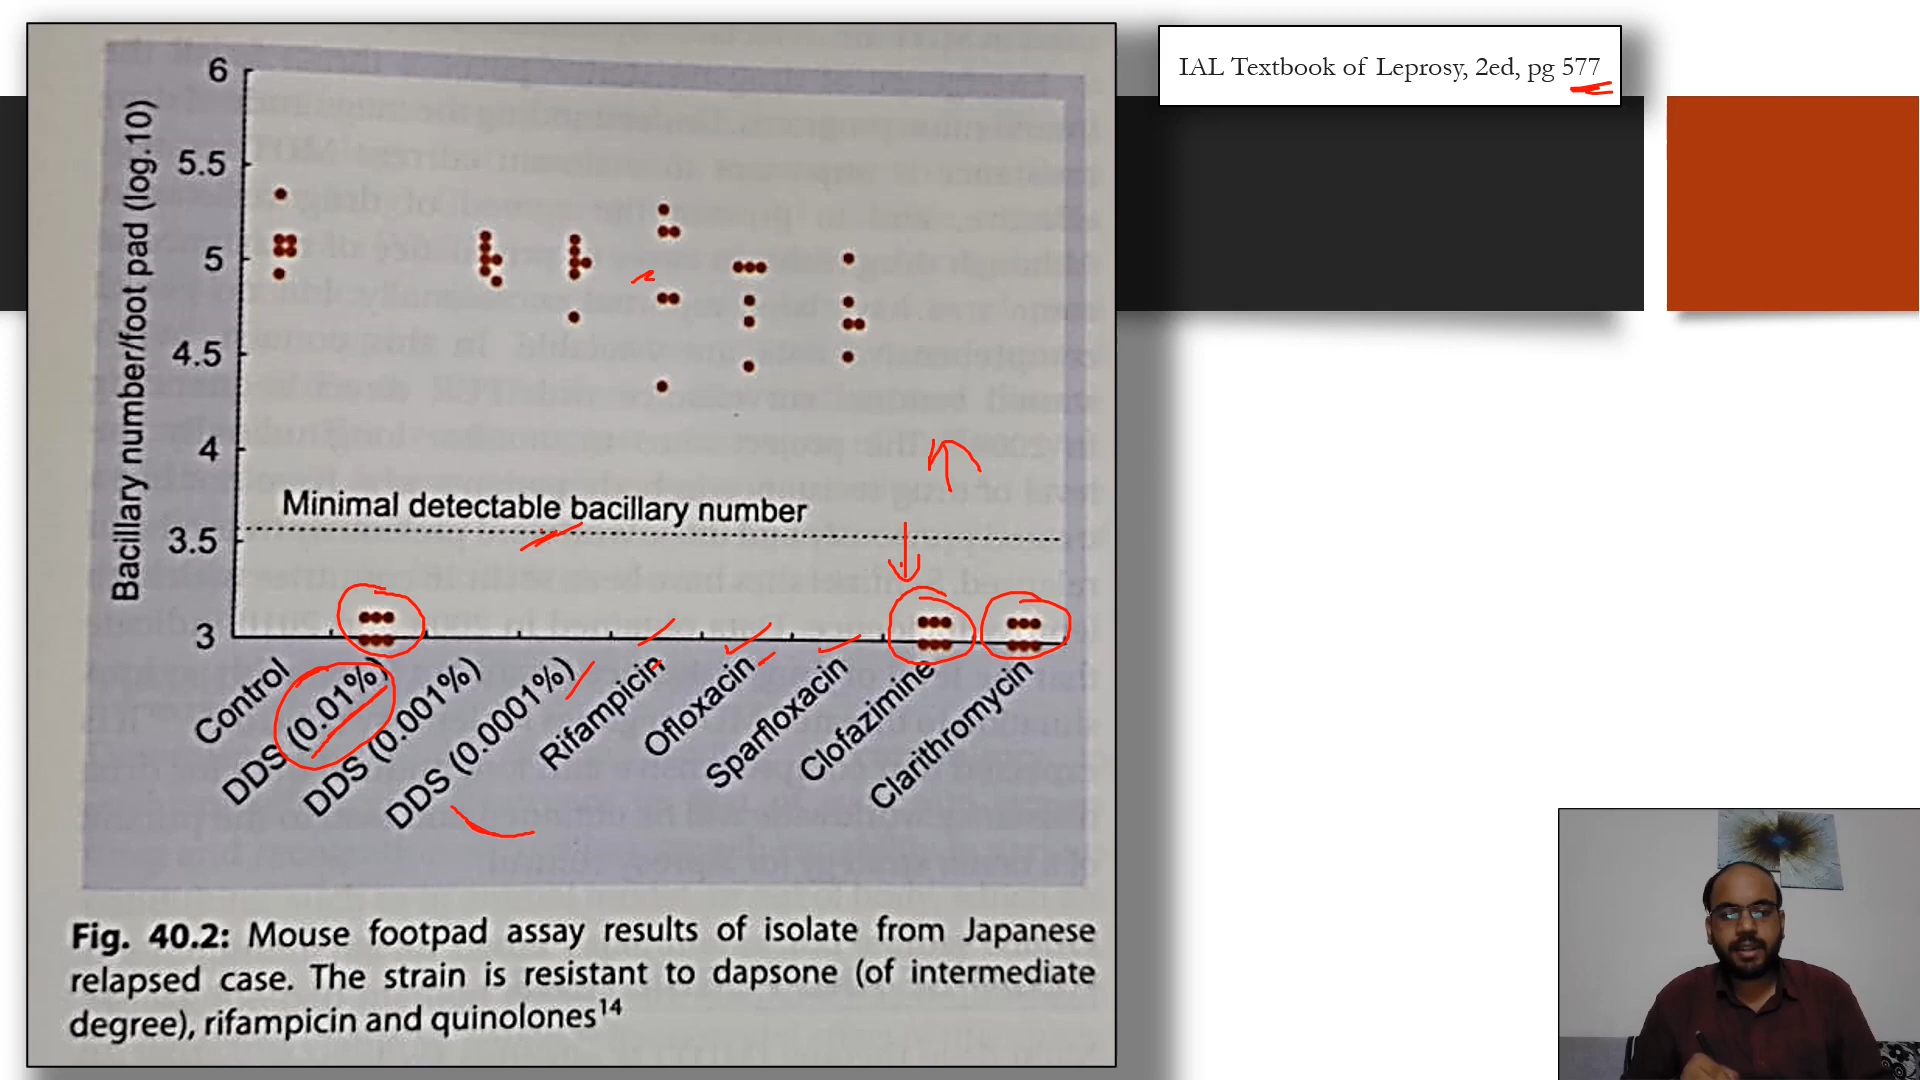 IAL Textbook of Leprosy, 2ed, pg 577
Bacillary number/foot pad (log.10)
6
5.5
5
4.5
4
3.5
3
Minimal detectable bacillary number
Control
DDS (0.01%)
DDS (0.001%)
DDS (0.0001%)
Rifampicin
Ofloxacin
Sparfloxacin
Clofazimine
Clarithromycin
Fig. 40.2: Mouse footpad assay results of isolate from Japanese
relapsed case. The strain is resistant to dapsone (of intermediate
degree), rifampicin and quinolones14